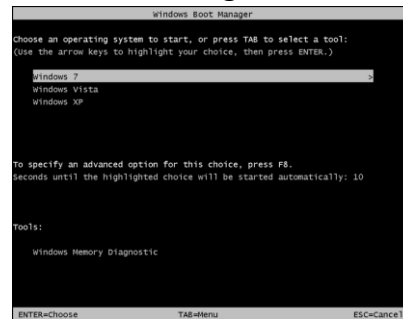 Windows Boot Manager
Choose an operating system to start, or press TAB to select a tool:
(Use the arrow keys to highlight your choice, then press ENTER.)
Windows 7 >
Windows Vista
Windows XP
To specify an advanced option for this choice, press F8.
Seconds until the highlighted choice will be started automatically: 10
Tools:
Windows Memory Diagnostic
ENTER=Choose TAB=Menu ESC=Cancel